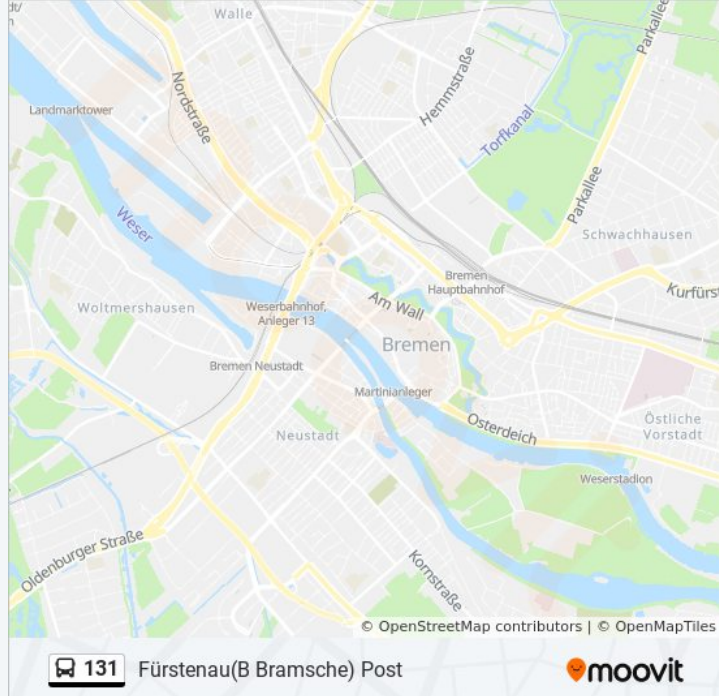 Walle
Parkallee
Hemmstraße
Nordstraße
Landmarktower
Torfkanal
Parkallee
Weser
Schwachhausen
Bremen
Hauptbahnhof
Kurfürst
Woltmershausen
Am Wall
Weserbahnhof,
Anleger 13
Bremen
Bremen Neustadt
Martinianleger
Osterdeich
Östliche
Vorstadt
Neustadt
Weserstadion
Oldenburger Straße
Kornstraße
© OpenStreetMap contributors | © OpenMapTiles
131 Fürstenau(B Bramsche) Post
moovit